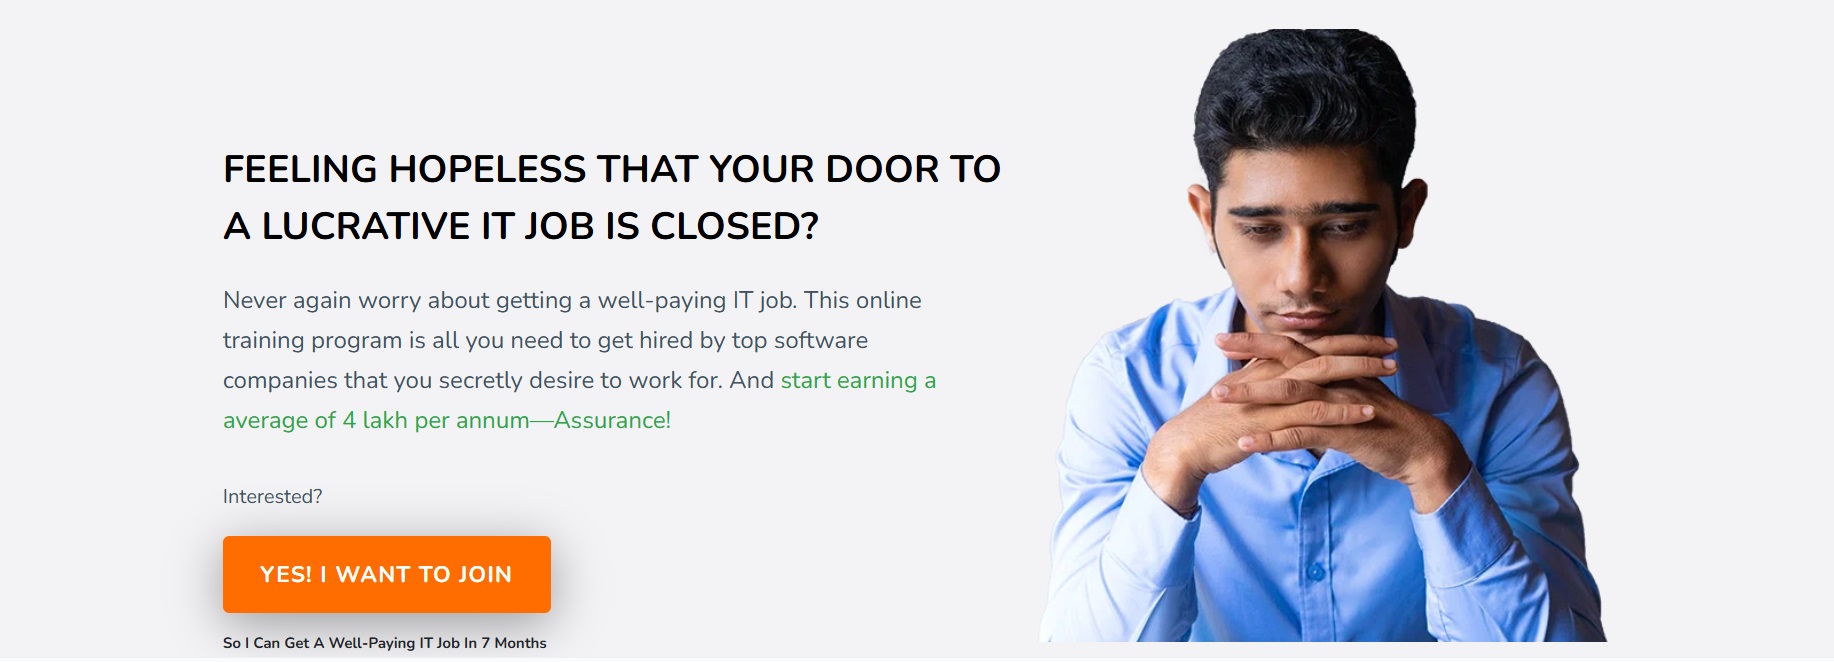 FEELING HOPELESS THAT YOUR DOOR TO
A LUCRATIVE IT JOB IS CLOSED?
Never again worry about getting a well-paying IT job. This online
training program is all you need to get hired by top software
companies that you secretly desire to work for. And start earning a
average of 4 lakh per annum—Assurance!
Interested?
YES! I WANT TO JOIN
So I Can Get A Well-Paying IT Job In 7 Months